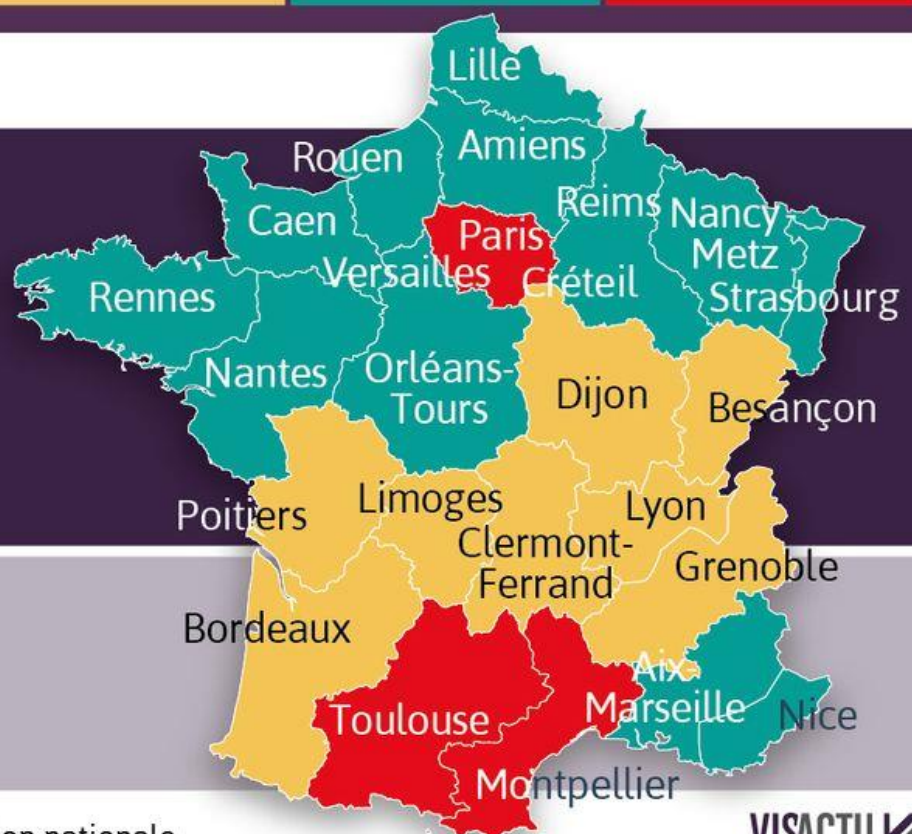 Lille
Rouen
Amiens
Caen
Reims
Nancy-
Metz
Paris
Versailles
Créteil
Strasbourg
Rennes
Nantes
Orléans-
Tours
Dijon
Besançon
Poitiers
Limoges
Lyon
Clermont-
Ferrand
Grenoble
Bordeaux
Aix-
Marseille
Nice
Toulouse
Montpellier
nationale
VISACTU